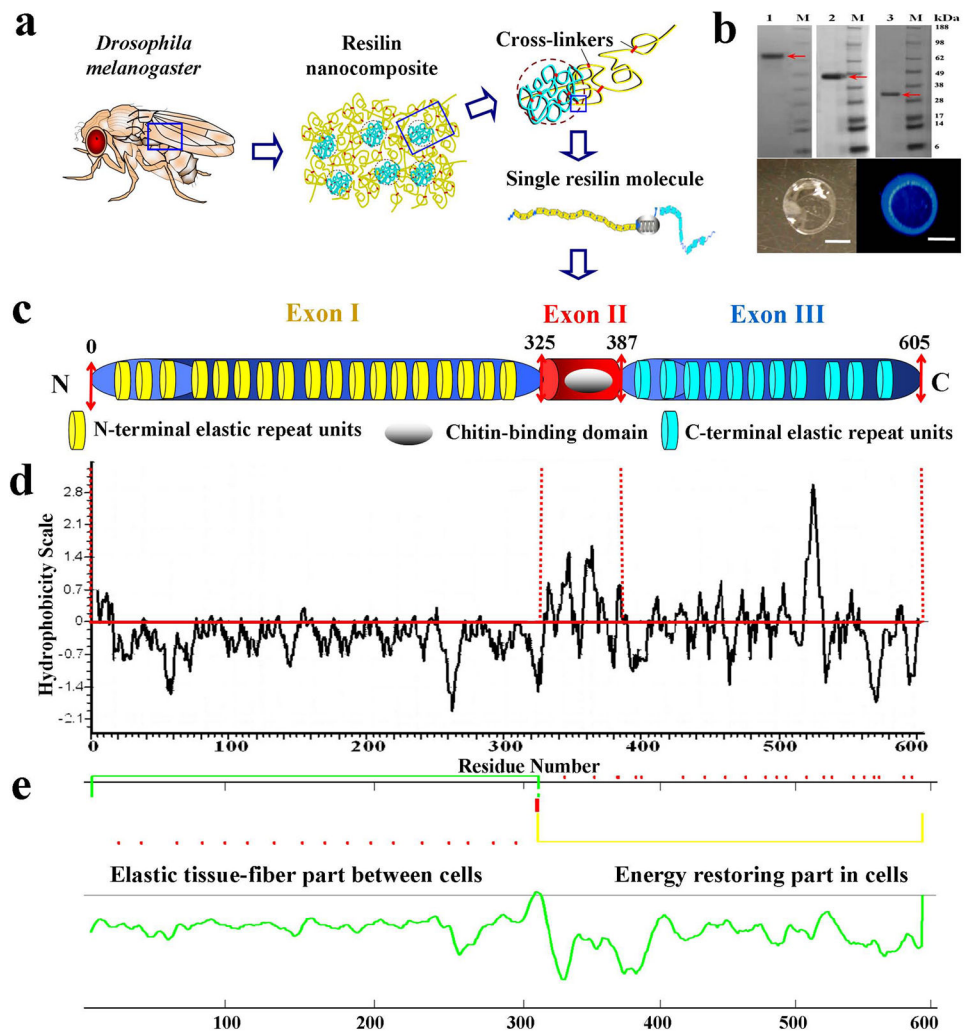 a
Drosophila
melanogaster
Resilin
nanocomposite
Cross-linkers
Single resilin molecule
b
1 M 2 M 3 M kDa
188
98
62
49
38
28
17
14
6
c
Exon I Exon II Exon III
0 325 387 605
N C
N-terminal elastic repeat units Chitin-binding domain C-terminal elastic repeat units
d
Hydrophobicity Scale
2.8
2.1
1.4
0.7
0
-0.7
-1.4
-2.1
0 100 200 300 400 500 600
Residue Number
e
Elastic tissue-fiber part between cells Energy restoring part in cells
100 200 300 400 500 600